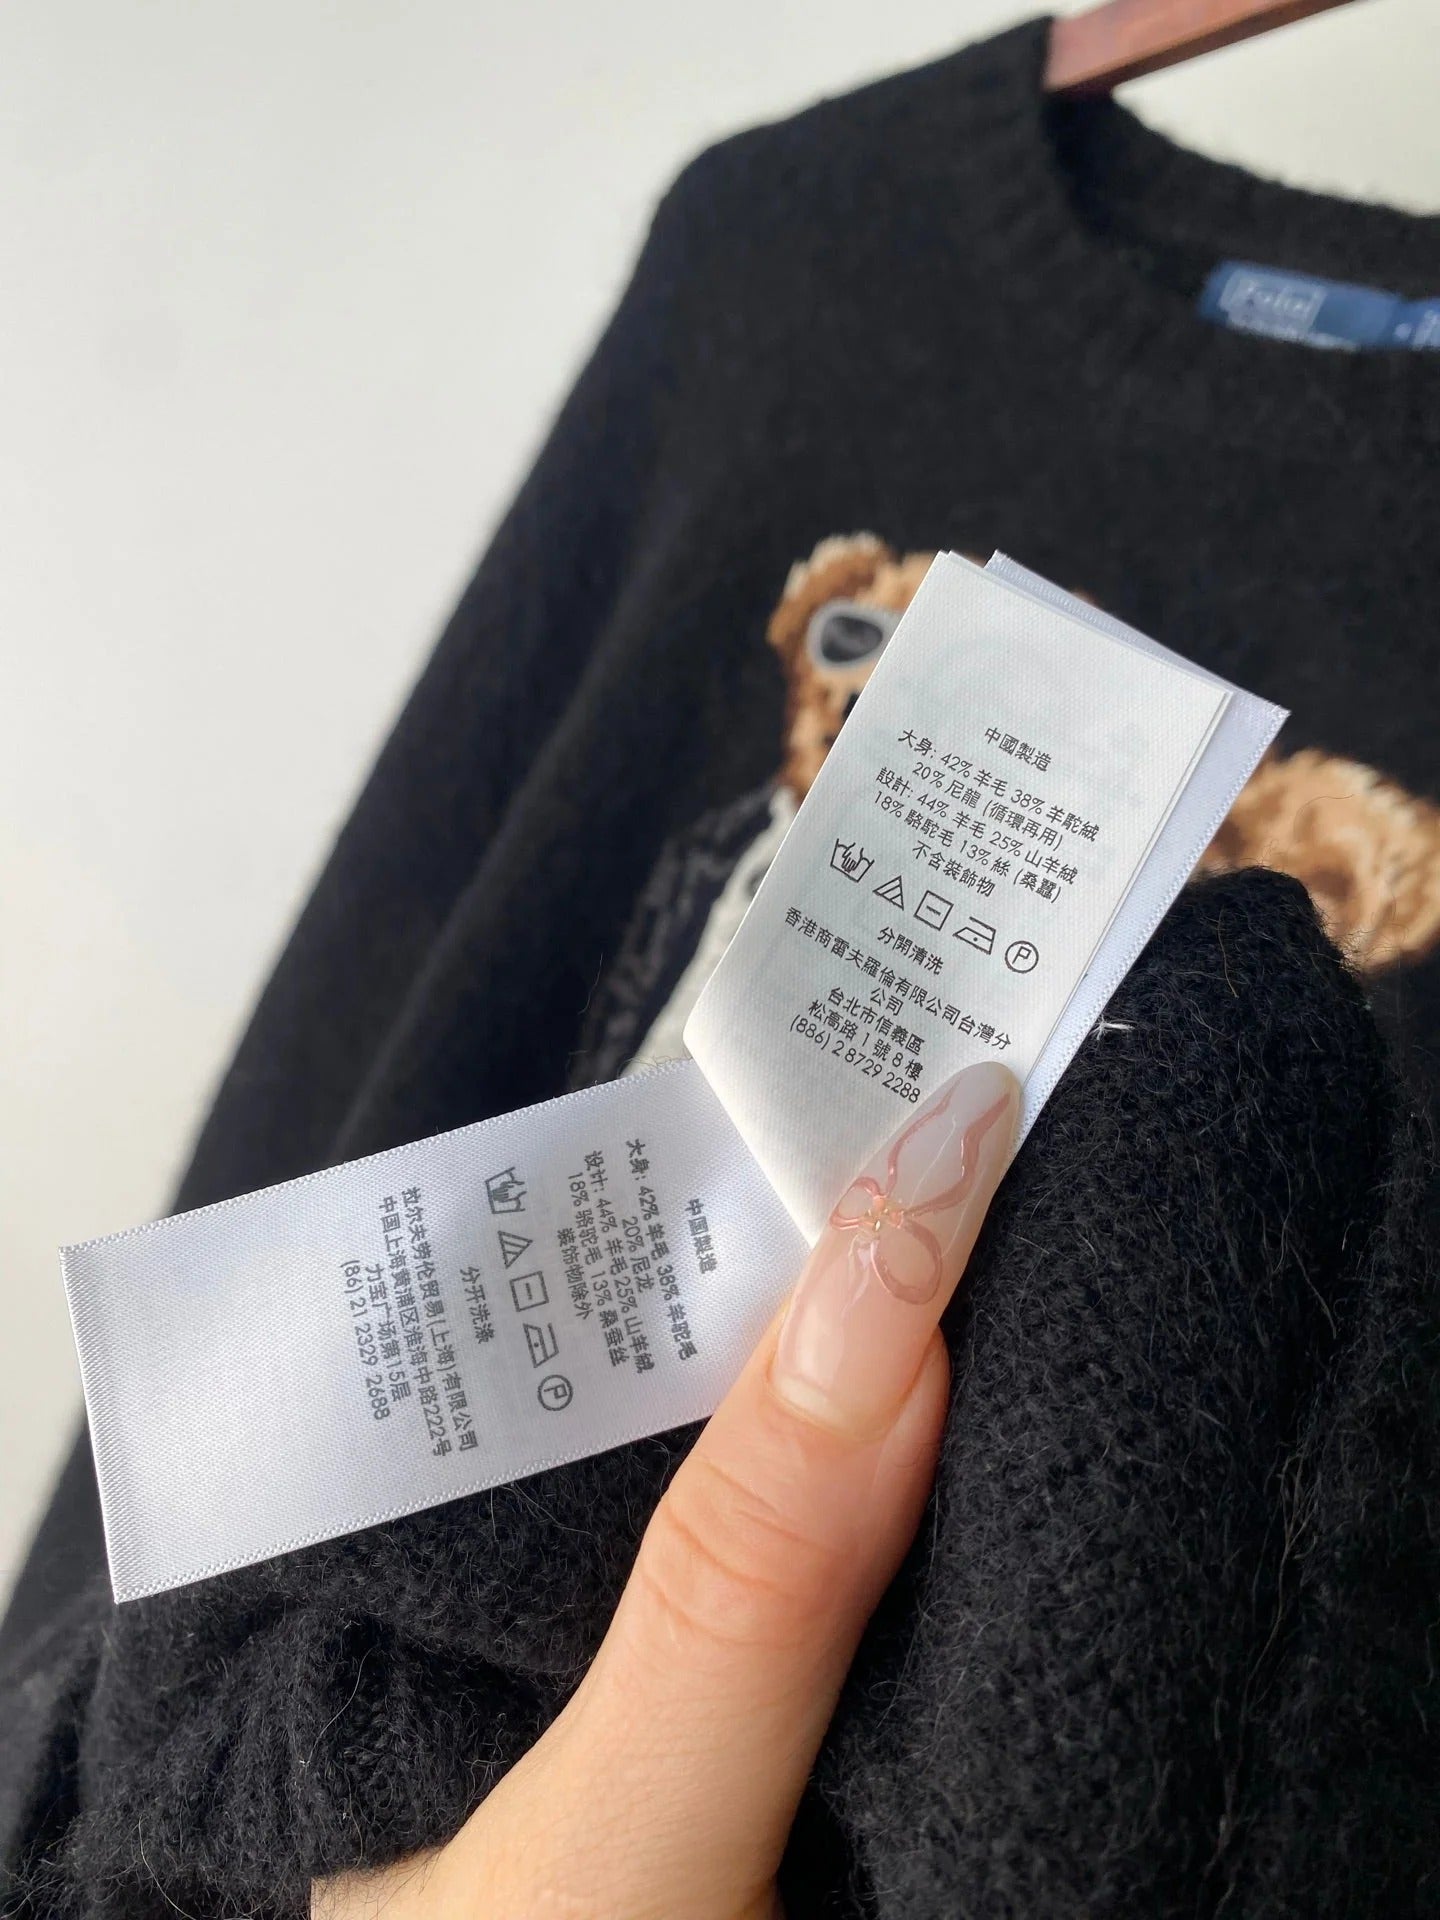 Polo
中國製造
大身: 42% 羊毛 38% 羊駝絨
20% 尼龍 (循環再用)
設計: 44% 羊毛 25% 山羊絨
18% 駱駝毛 13% 絲 (桑蠶)
不含裝飾物
P
分開清洗
香港商雷夫羅倫有限公司台灣分
公司
台北市信義區
松高路 1 號 8 樓
(886) 2 8729 2288
中国製造
大身: 42% 羊毛 38% 羊驼毛
20% 尼龙
设计: 44% 羊毛 25% 山羊绒
18% 骆驼毛 13% 桑蚕丝
装饰物除外
P
分开洗涤
拉尔夫劳伦贸易(上海)有限公司
中国上海黄浦区淮海中路222号
力宝广场第15层
(86) 21 2329 2688